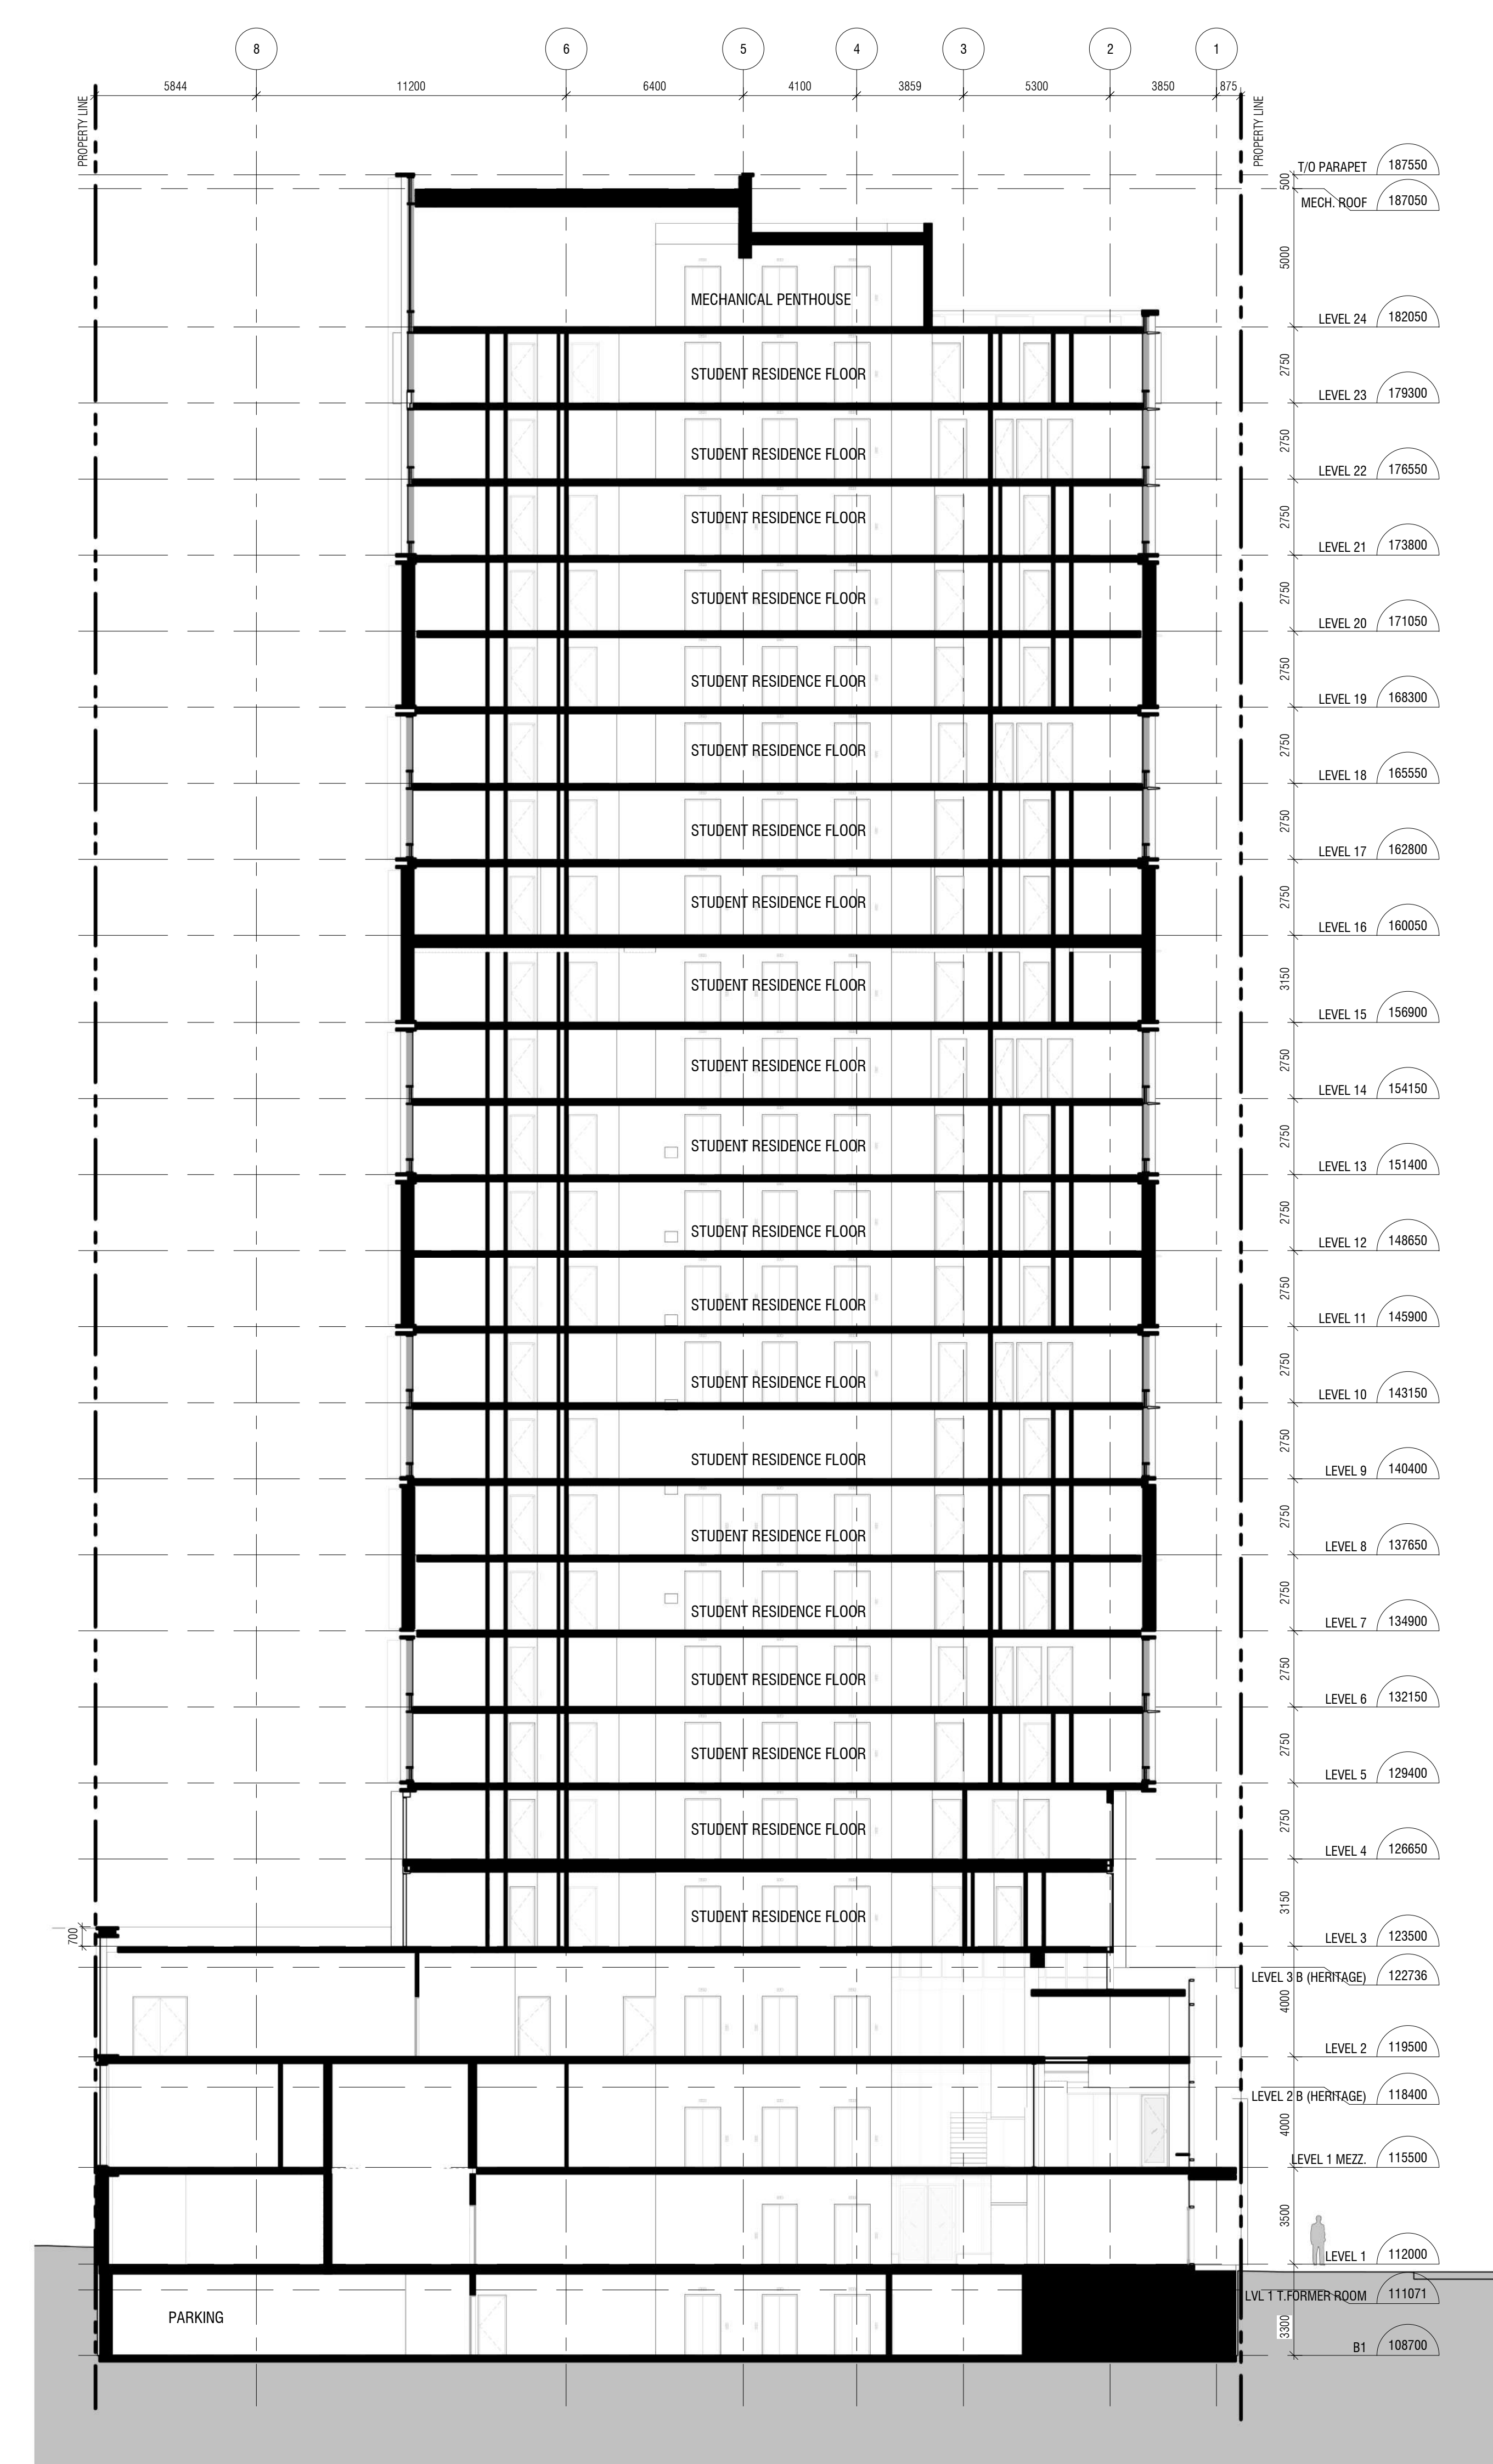 8 6 5 4 3 2 1
5844 11200 6400 4100 3859 5300 3850 875
PROPERTY LINE
PROPERTY LINE
T/O PARAPET 187550
500
MECH. ROOF 187050
5000
MECHANICAL PENTHOUSE
LEVEL 24 182050
2750
STUDENT RESIDENCE FLOOR
LEVEL 23 179300
2750
STUDENT RESIDENCE FLOOR
LEVEL 22 176550
2750
STUDENT RESIDENCE FLOOR
LEVEL 21 173800
2750
STUDENT RESIDENCE FLOOR
LEVEL 20 171050
2750
STUDENT RESIDENCE FLOOR
LEVEL 19 168300
2750
STUDENT RESIDENCE FLOOR
LEVEL 18 165550
2750
STUDENT RESIDENCE FLOOR
LEVEL 17 162800
2750
STUDENT RESIDENCE FLOOR
LEVEL 16 160050
3150
STUDENT RESIDENCE FLOOR
LEVEL 15 156900
2750
STUDENT RESIDENCE FLOOR
LEVEL 14 154150
2750
STUDENT RESIDENCE FLOOR
LEVEL 13 151400
2750
STUDENT RESIDENCE FLOOR
LEVEL 12 148650
2750
STUDENT RESIDENCE FLOOR
LEVEL 11 145900
2750
STUDENT RESIDENCE FLOOR
LEVEL 10 143150
2750
STUDENT RESIDENCE FLOOR
LEVEL 9 140400
2750
STUDENT RESIDENCE FLOOR
LEVEL 8 137650
2750
STUDENT RESIDENCE FLOOR
LEVEL 7 134900
2750
STUDENT RESIDENCE FLOOR
LEVEL 6 132150
2750
STUDENT RESIDENCE FLOOR
LEVEL 5 129400
2750
STUDENT RESIDENCE FLOOR
LEVEL 4 126650
3150
STUDENT RESIDENCE FLOOR
700
LEVEL 3 123500
LEVEL 3 B (HERITAGE) 122736
4000
LEVEL 2 119500
LEVEL 2 B (HERITAGE) 118400
4000
LEVEL 1 MEZZ. 115500
3500
LEVEL 1 112000
LVL 1 T.FORMER ROOM 111071
PARKING
3300
B1 108700